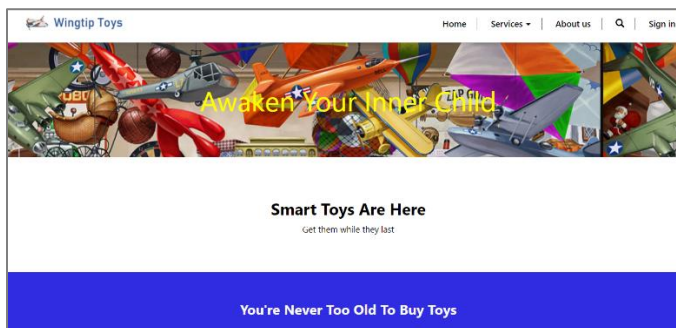 Wingtip Toys
Home Services About us Sign in
Awaken Your Inner Child
Smart Toys Are Here
Get them while they last
You're Never Too Old To Buy Toys